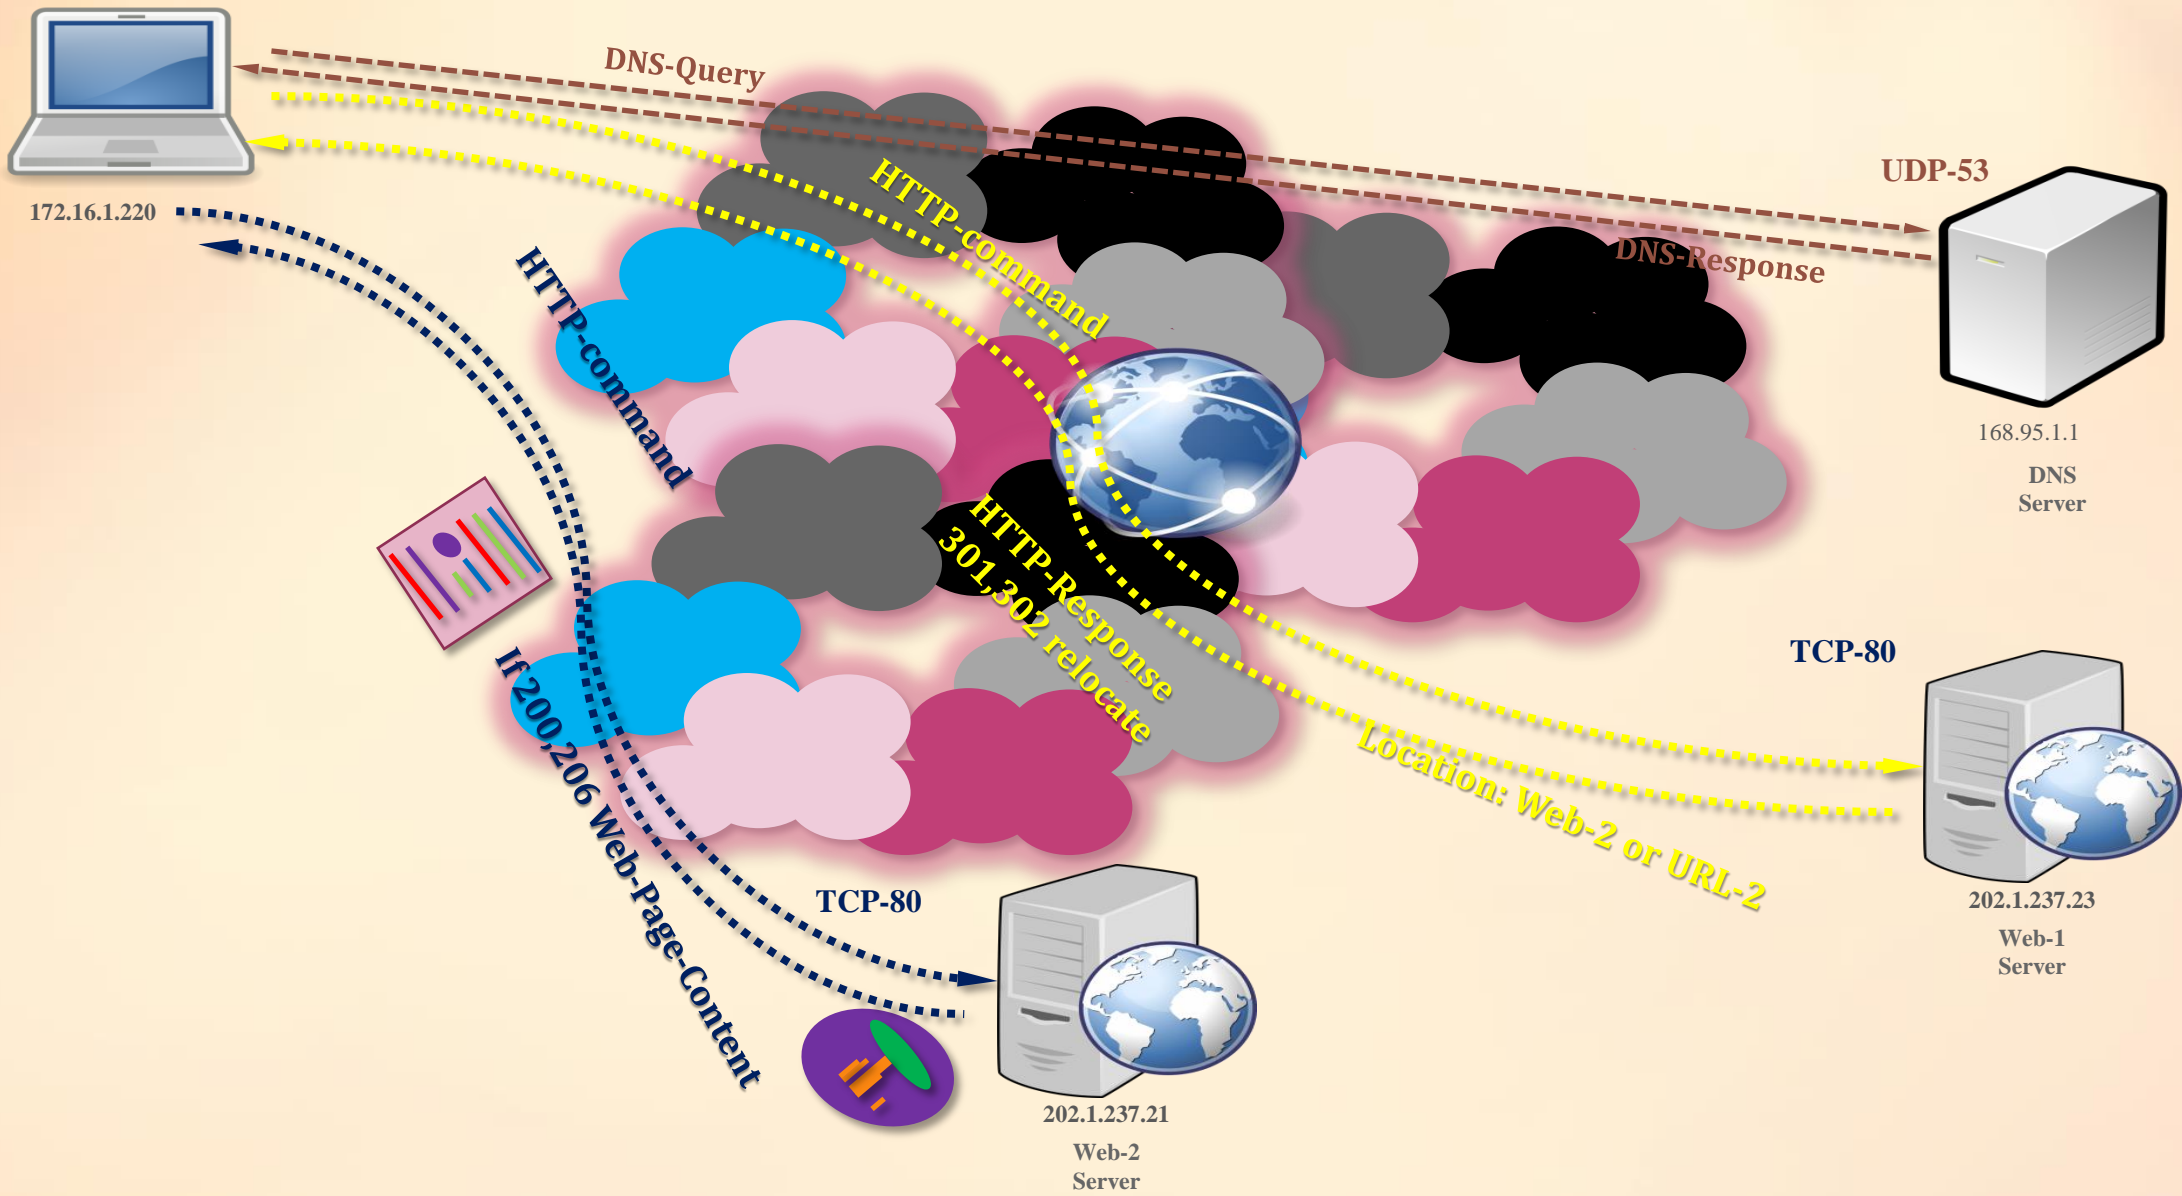 DNS-Query
UDP-53
HTTP-command
172.16.1.220
DNS-Response
HTTP-command
168.95.1.1
DNS
Server
HTTP-Response
301,302 relocate
TCP-80
If 200,206 Web-Page-Content
Location: Web-2 or URL-2
TCP-80
202.1.237.23
Web-1
Server
202.1.237.21
Web-2
Server